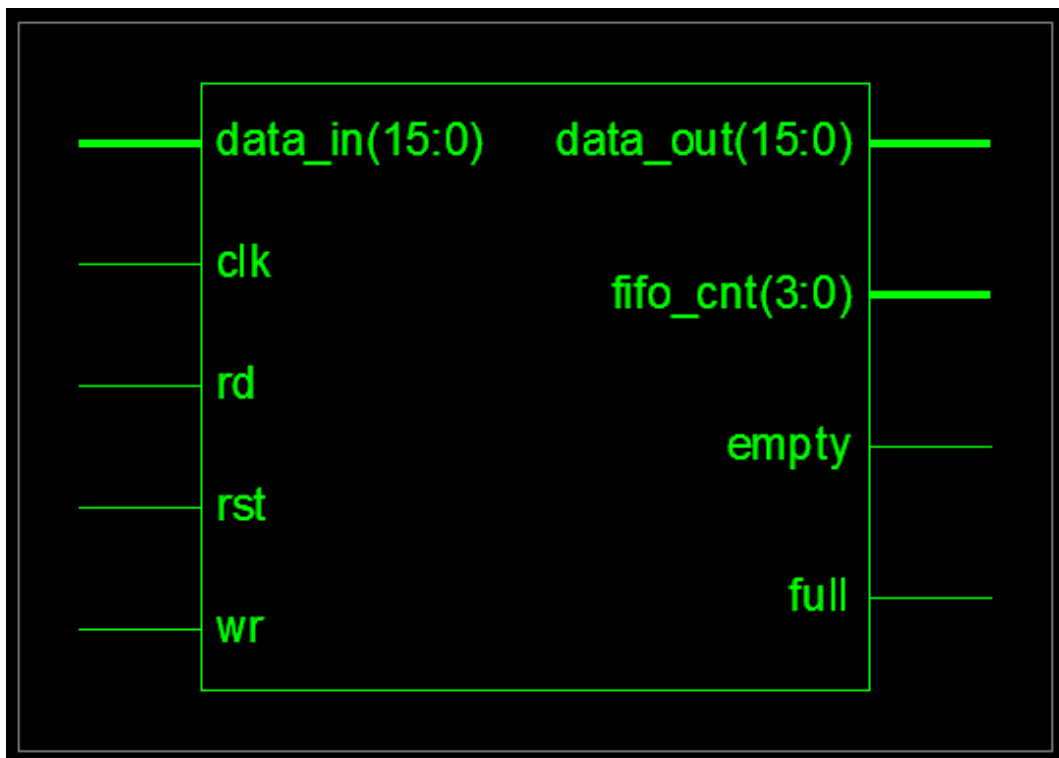 data_in(15:0)
clk
rd
rst
wr
data_out(15:0)
fifo_cnt(3:0)
empty
full